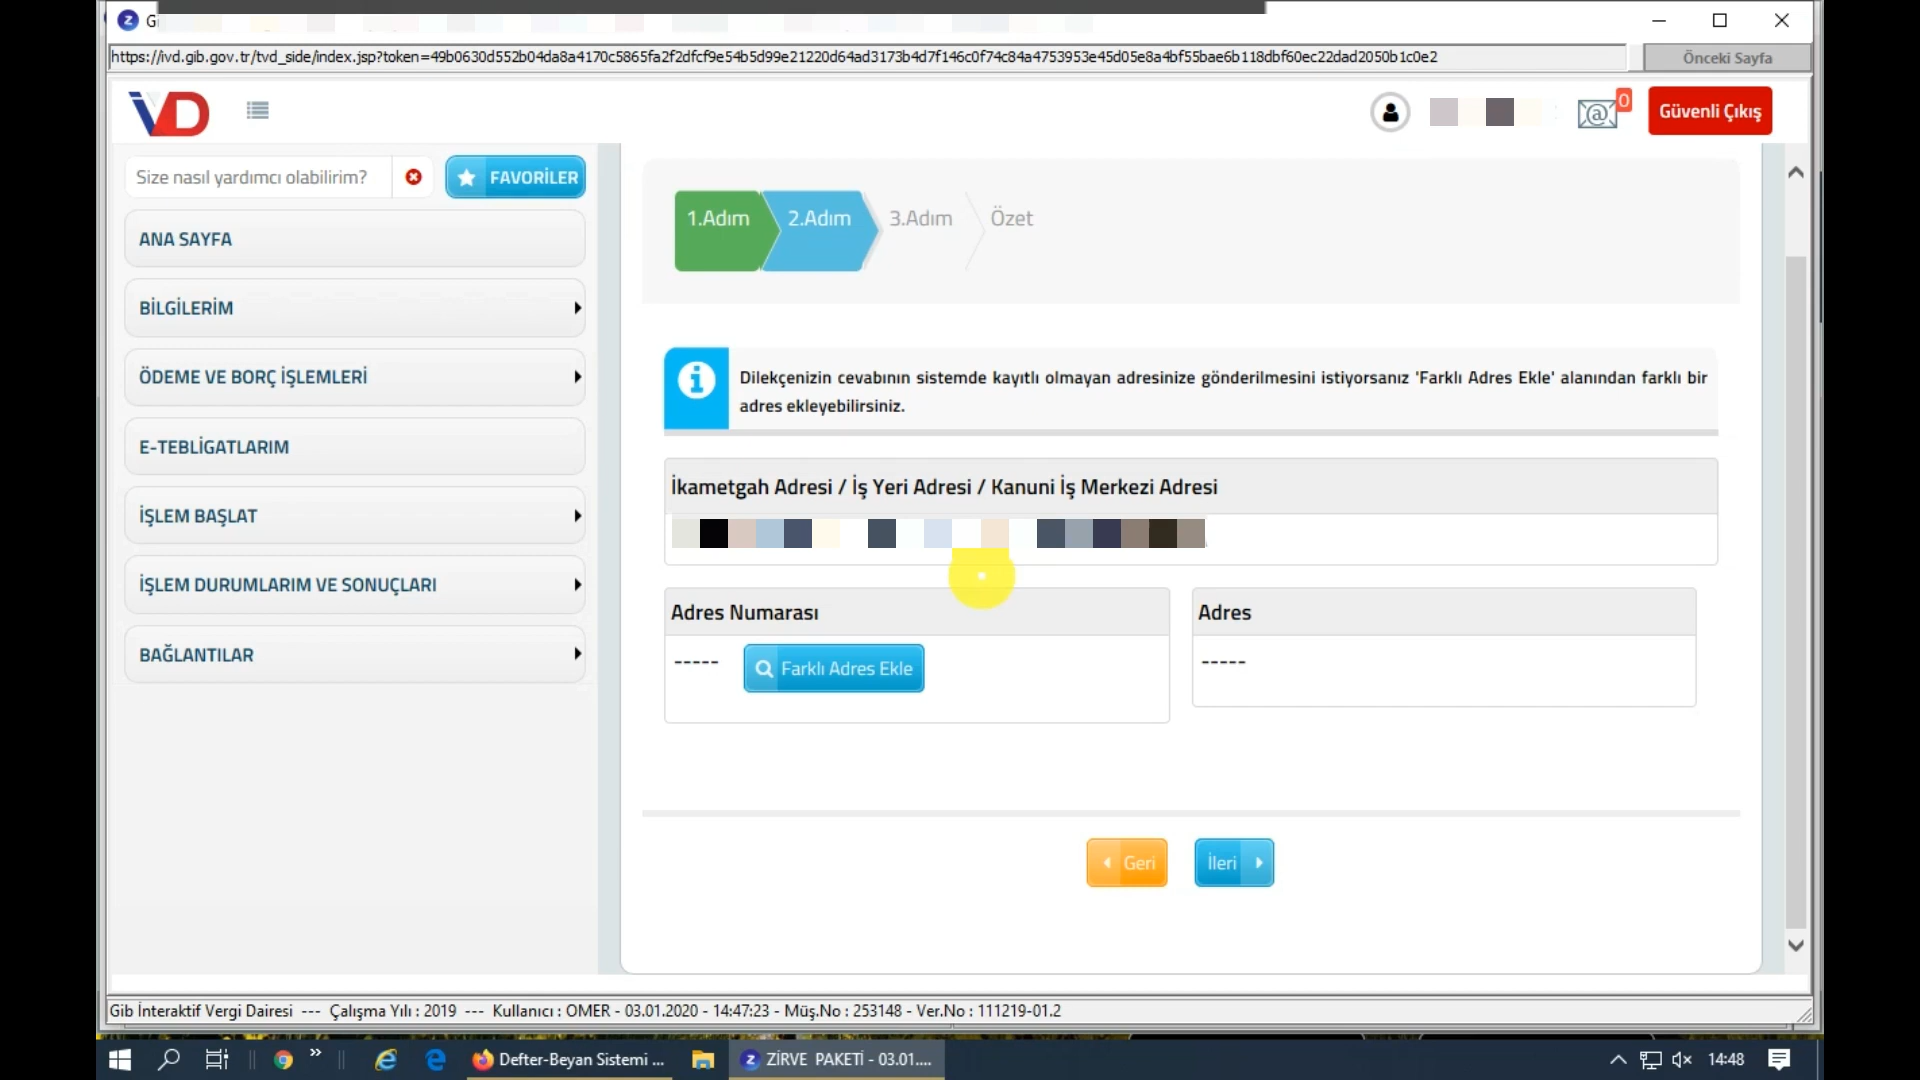 G
https://ivd.gib.gov.tr/tvd_side/index.jsp?token=49b0630d552b04da8a4170c5865fa2f2dfcf9e54b5d99e21220d64ad3173b4d7f146c0f74c84a4753953e45d05e8a4bf55bae6b118dbf60ec22dad2050b1c0e2
Önceki Sayfa
İVD
0
Güvenli Çıkış
Size nasıl yardımcı olabilirim?
FAVORİLER
ANA SAYFA
BİLGİLERİM
ÖDEME VE BORÇ İŞLEMLERİ
E-TEBLİGATLARIM
İŞLEM BAŞLAT
İŞLEM DURUMLARIM VE SONUÇLARI
BAĞLANTILAR
1.Adım
2.Adım
3.Adım
Özet
Dilekçenizin cevabının sistemde kayıtlı olmayan adresinize gönderilmesini istiyorsanız 'Farklı Adres Ekle' alanından farklı bir
adres ekleyebilirsiniz.
İkametgah Adresi / İş Yeri Adresi / Kanuni İş Merkezi Adresi
Adres Numarası
-----
Farklı Adres Ekle
Adres
-----
Geri
İleri
Gib İnteraktif Vergi Dairesi --- Çalışma Yılı : 2019 --- Kullanıcı : OMER - 03.01.2020 - 14:47:23 - Müş.No : 253148 - Ver.No : 111219-01.2
Defter-Beyan Sistemi ...
ZİRVE PAKETİ - 03.01....
14:48